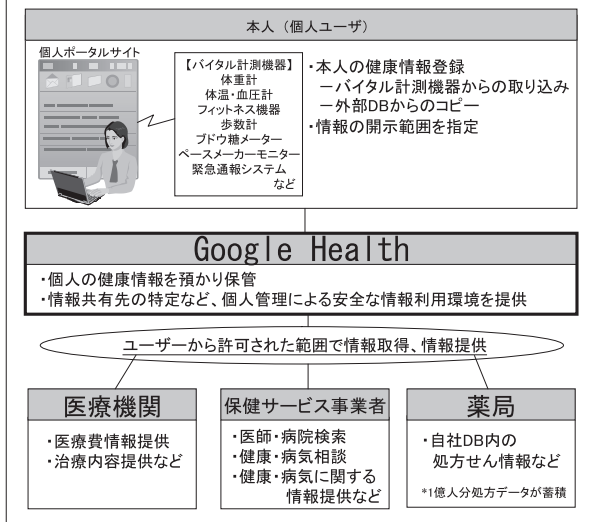 本人（個人ユーザ）
個人ポータルサイト
【バイタル計測機器】
体重計
体温・血圧計
フィットネス機器
歩数計
ブドウ糖メーター
ペースメーカーモニター
緊急通報システム
など
・本人の健康情報登録
－バイタル計測機器からの取り込み
－外部DBからのコピー
・情報の開示範囲を指定
Google Health
・個人の健康情報を預かり保管
・情報共有先の特定など、個人管理による安全な情報利用環境を提供
ユーザーから許可された範囲で情報取得、情報提供
医療機関
・医療費情報提供
・治療内容提供など
保健サービス事業者
・医師・病院検索
・健康・病気相談
・健康・病気に関する
情報提供など
薬局
・自社DB内の
処方せん情報など
*1億人分処方データが蓄積